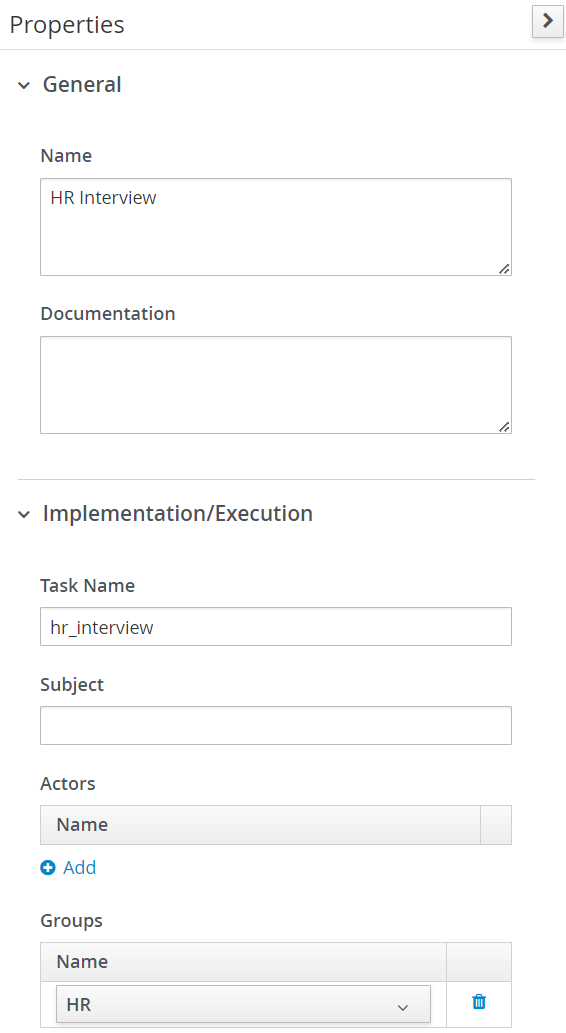 Properties
General
Name
HR Interview
Documentation
Implementation/Execution
Task Name
hr_interview
Subject
Actors
Name
Add
Groups
Name
HR